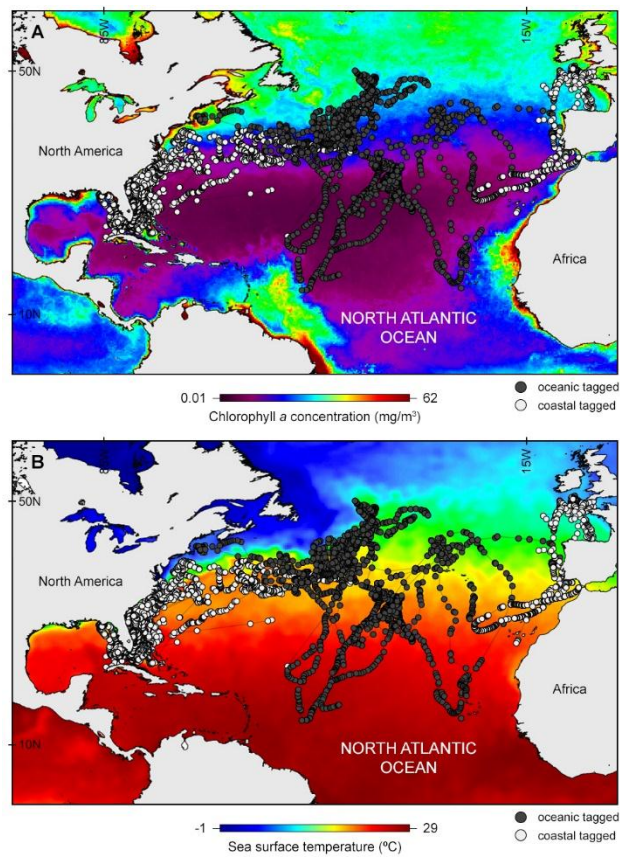 A
85W
15W
50N
North America
Africa
10N
NORTH ATLANTIC
OCEAN
0.01
62
Chlorophyll a concentration (mg/m³)
oceanic tagged
coastal tagged
B
15W
50N
North America
Africa
10N
NORTH ATLANTIC
OCEAN
-1
29
Sea surface temperature (ºC)
oceanic tagged
coastal tagged